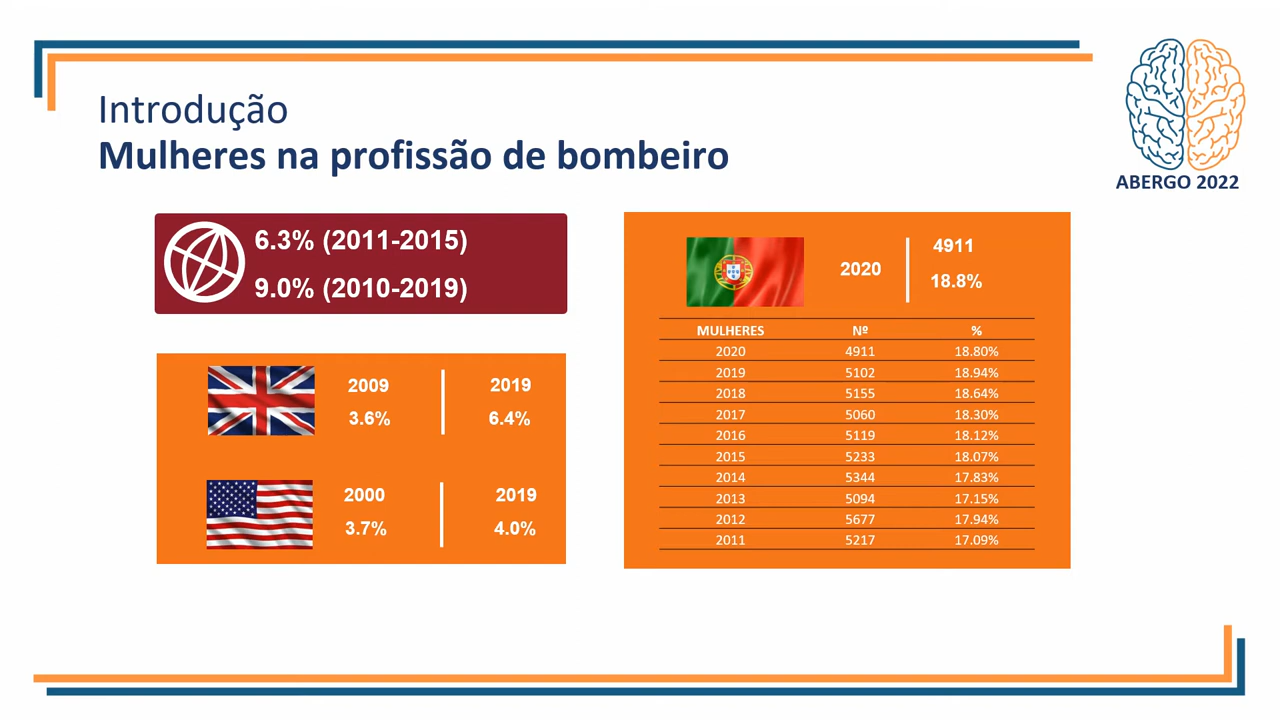 Introdução
Mulheres na profissão de bombeiro
ABERGO 2022
6.3% (2011-2015)
9.0% (2010-2019)
2009 2019
3.6% 6.4%
2000 2019
3.7% 4.0%
2020 4911
18.8%
MULHERES Nº %
2020 4911 18.80%
2019 5102 18.94%
2018 5155 18.64%
2017 5060 18.30%
2016 5119 18.12%
2015 5233 18.07%
2014 5344 17.83%
2013 5094 17.15%
2012 5677 17.94%
2011 5217 17.09%